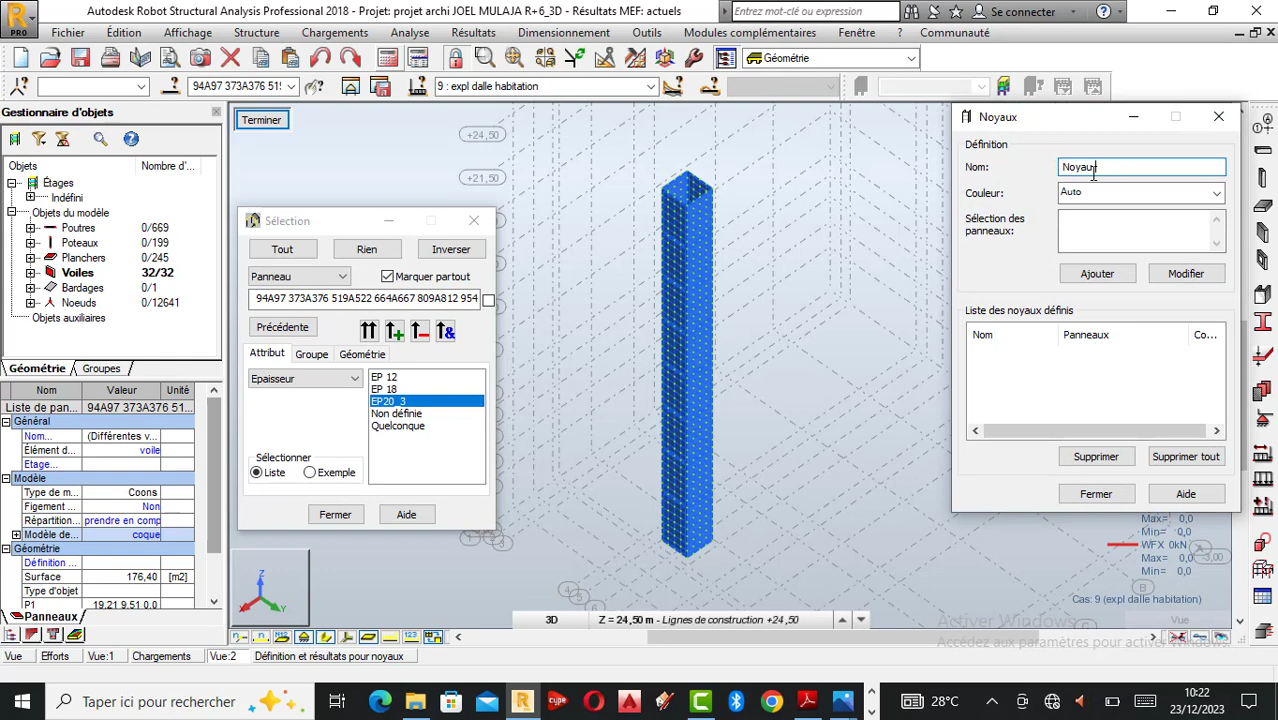 Autodesk Robot Structural Analysis Professional 2018 - Projet: projet archi JOEL MULAJA R+6_3D - Résultats MEF: actuels
Entrez mot-clé ou expression
Se connecter
PRO
Fichier Édition Affichage Structure Chargements Analyse Résultats Dimensionnement Outils Modules complémentaires Fenêtre ? Communauté
Géométrie
94A97 373A376 519
9 : expl dalle habitation
Gestionnaire d'objets
Objets Nombre d'...
Étages
Indéfini
Objets du modèle
Poutres 0/669
Poteaux 0/199
Planchers 0/245
Voiles 32/32
Bardages 0/1
Noeuds 0/12641
Objets auxiliaires
Géométrie Groupes
Nom Valeur Unité
Liste de pan... 94A97 373A376 51...
Général
Nom... (Différentes v...
Élément d... voile
Etage...
Modèle
Type de m... Coons
Figement ... Non
Répartition... prendre en comp
Modèle de... coque
Géométrie
Définition ...
Surface 176,40 [m2]
Type d'objet
P1 19,21 9,51 0,0
Panneaux
Terminer
+24,50
+21,50
Sélection
Tout Rien Inverser
Panneau Marquer partout
94A97 373A376 519A522 664A667 809A812 954
Précédente
Attribut Groupe Géométrie
Epaisseur
EP 12
EP 18
EP20_3
Non définie
Quelconque
Sélectionner
Liste Exemple
Fermer Aide
Z
X
Y
3D Z = 24,50 m - Lignes de construction +24,50
Noyaux
Définition
Nom: Noyaux
Couleur: Auto
Sélection des
panneaux:
Ajouter Modifier
Liste des noyaux définis
Nom Panneaux Co...
Supprimer Supprimer tout
Fermer Aide
Max= 0,0
Min= 0,0
WFX 0kN
Max= 0,0
Min= 0,0
-3,00
B
Cas: 9 (expl dalle habitation)
Activer Windows
Accédez aux paramètres pour activer Windows.
Vue
Vue Efforts Vue:1 Chargements Vue:2 Définition et résultats pour noyaux
Taper ici pour rechercher
28°C
10:22
23/12/2023